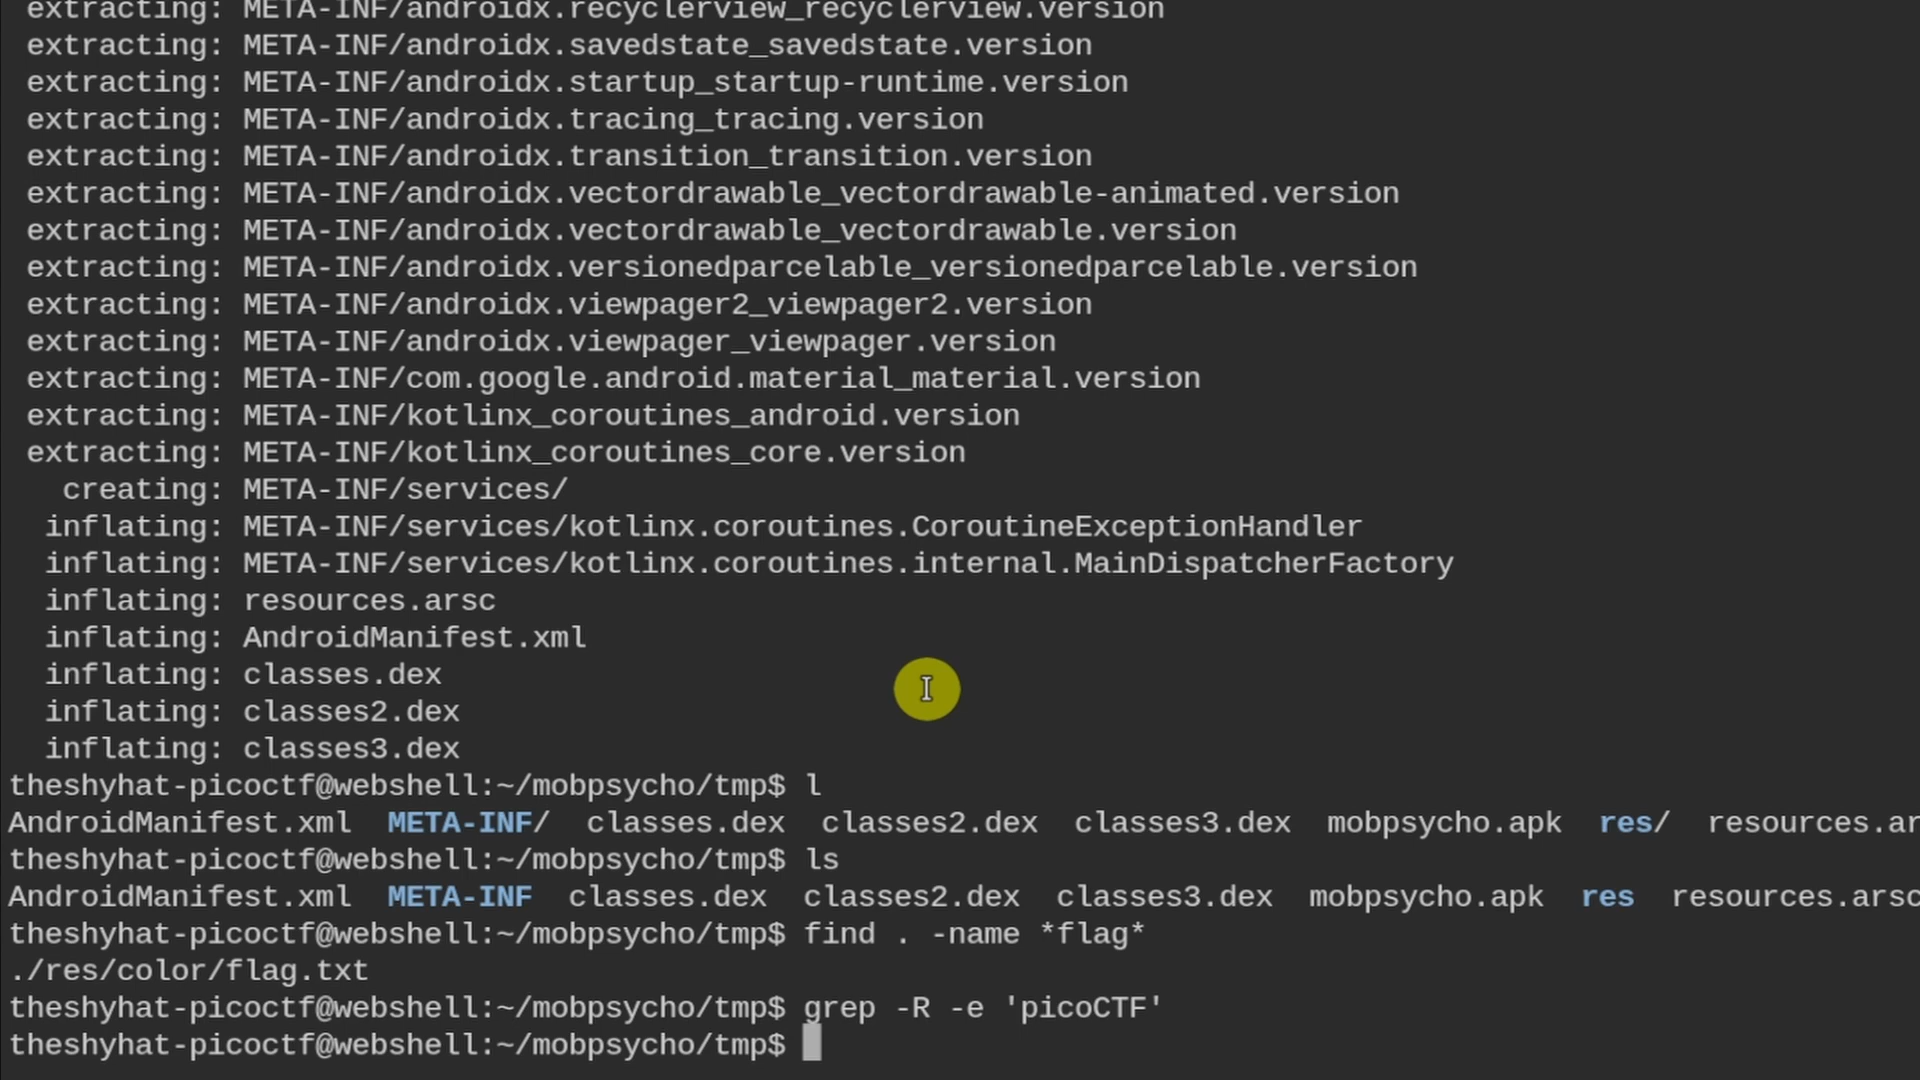 extracting: META-INF/androidx.recyclerview_recyclerview.version
extracting: META-INF/androidx.savedstate_savedstate.version
extracting: META-INF/androidx.startup_startup-runtime.version
extracting: META-INF/androidx.tracing_tracing.version
extracting: META-INF/androidx.transition_transition.version
extracting: META-INF/androidx.vectordrawable_vectordrawable-animated.version
extracting: META-INF/androidx.vectordrawable_vectordrawable.version
extracting: META-INF/androidx.versionedparcelable_versionedparcelable.version
extracting: META-INF/androidx.viewpager2_viewpager2.version
extracting: META-INF/androidx.viewpager_viewpager.version
extracting: META-INF/com.google.android.material_material.version
extracting: META-INF/kotlinx_coroutines_android.version
extracting: META-INF/kotlinx_coroutines_core.version
creating: META-INF/services/
inflating: META-INF/services/kotlinx.coroutines.CoroutineExceptionHandler
inflating: META-INF/services/kotlinx.coroutines.internal.MainDispatcherFactory
inflating: resources.arsc
inflating: AndroidManifest.xml
inflating: classes.dex
inflating: classes2.dex
inflating: classes3.dex
theshyhat-picoctf@webshell:~/mobpsycho/tmp$ l
AndroidManifest.xml META-INF/ classes.dex classes2.dex classes3.dex mobpsycho.apk res/ resources.ar
theshyhat-picoctf@webshell:~/mobpsycho/tmp$ ls
AndroidManifest.xml META-INF classes.dex classes2.dex classes3.dex mobpsycho.apk res resources.arsc
theshyhat-picoctf@webshell:~/mobpsycho/tmp$ find . -name *flag*
./res/color/flag.txt
theshyhat-picoctf@webshell:~/mobpsycho/tmp$ grep -R -e 'picoCTF'
theshyhat-picoctf@webshell:~/mobpsycho/tmp$